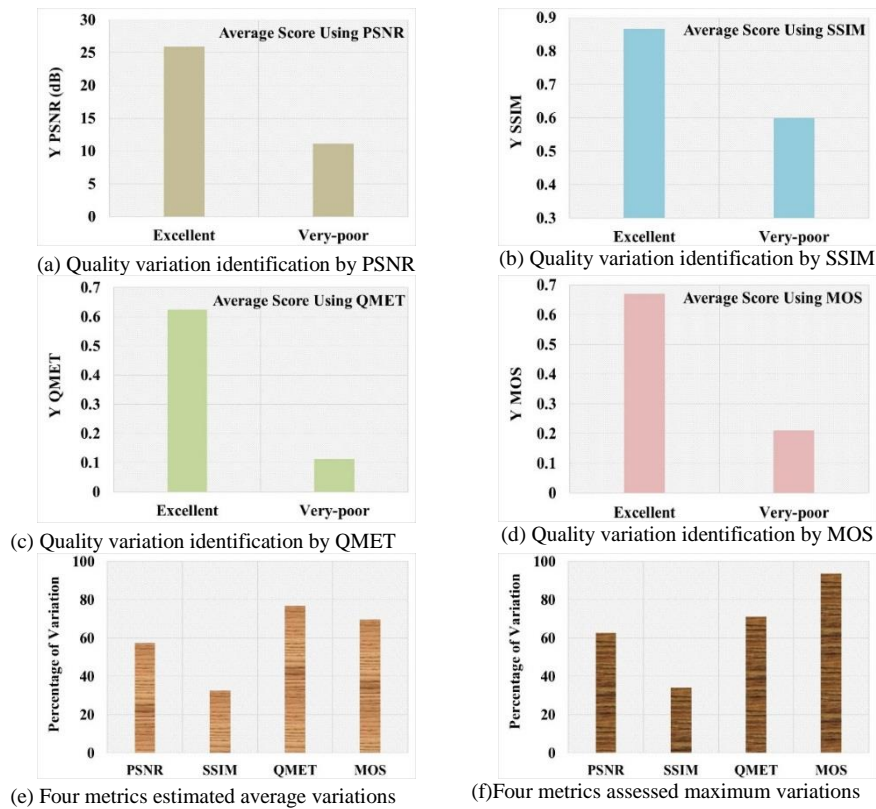 30
25
20
15
10
5
0
Y PSNR (dB)
Average Score Using PSNR
Excellent Very-poor
(a) Quality variation identification by PSNR
0.9
0.8
0.7
0.6
0.5
0.4
0.3
Y SSIM
Average Score Using SSIM
Excellent Very-poor
(b) Quality variation identification by SSIM
0.7
0.6
0.5
0.4
0.3
0.2
0.1
0
Y QMET
Average Score Using QMET
Excellent Very-poor
(c) Quality variation identification by QMET
0.7
0.6
0.5
0.4
0.3
0.2
0.1
0
Y MOS
Average Score Using MOS
Excellent Very-poor
(d) Quality variation identification by MOS
100
80
60
40
20
0
Percentage of Variation
PSNR SSIM QMET MOS
(e) Four metrics estimated average variations
100
80
60
40
20
0
Percentage of Variation
PSNR SSIM QMET MOS
(f)Four metrics assessed maximum variations